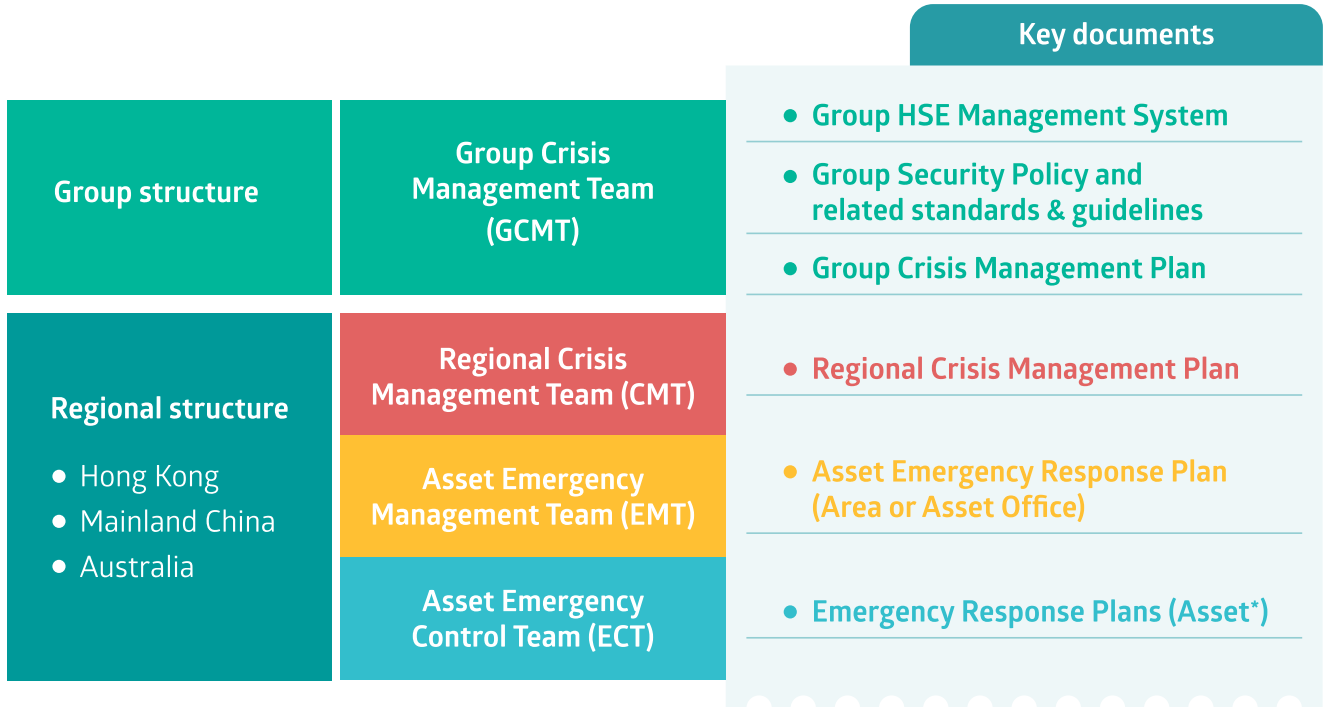 Key documents
Group structure
Group Crisis
Management Team
(GCMT)
• Group HSE Management System
• Group Security Policy and
related standards & guidelines
• Group Crisis Management Plan
Regional structure
• Hong Kong
• Mainland China
• Australia
Regional Crisis
Management Team (CMT)
• Regional Crisis Management Plan
Asset Emergency
Management Team (EMT)
• Asset Emergency Response Plan
(Area or Asset Office)
Asset Emergency
Control Team (ECT)
• Emergency Response Plans (Asset*)